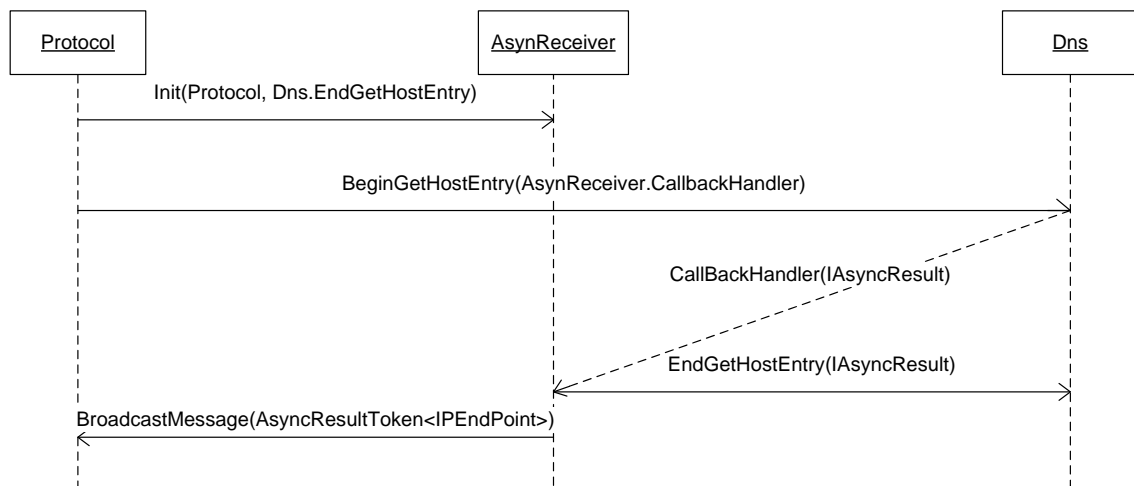 Protocol
AsynReceiver
Dns
Init(Protocol, Dns.EndGetHostEntry)
BeginGetHostEntry(AsynReceiver.CallbackHandler)
CallBackHandler(IAsyncResult)
EndGetHostEntry(IAsyncResult)
BroadcastMessage(AsyncResultToken<IPEndPoint>)